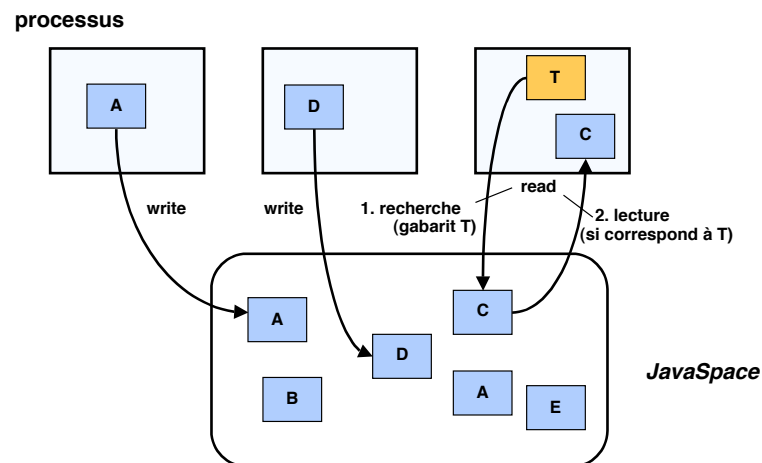 processus
A
D
T
C
write
write
1. recherche
(gabarit T)
read
2. lecture
(si correspond à T)
A
C
D
B
A
E
JavaSpace